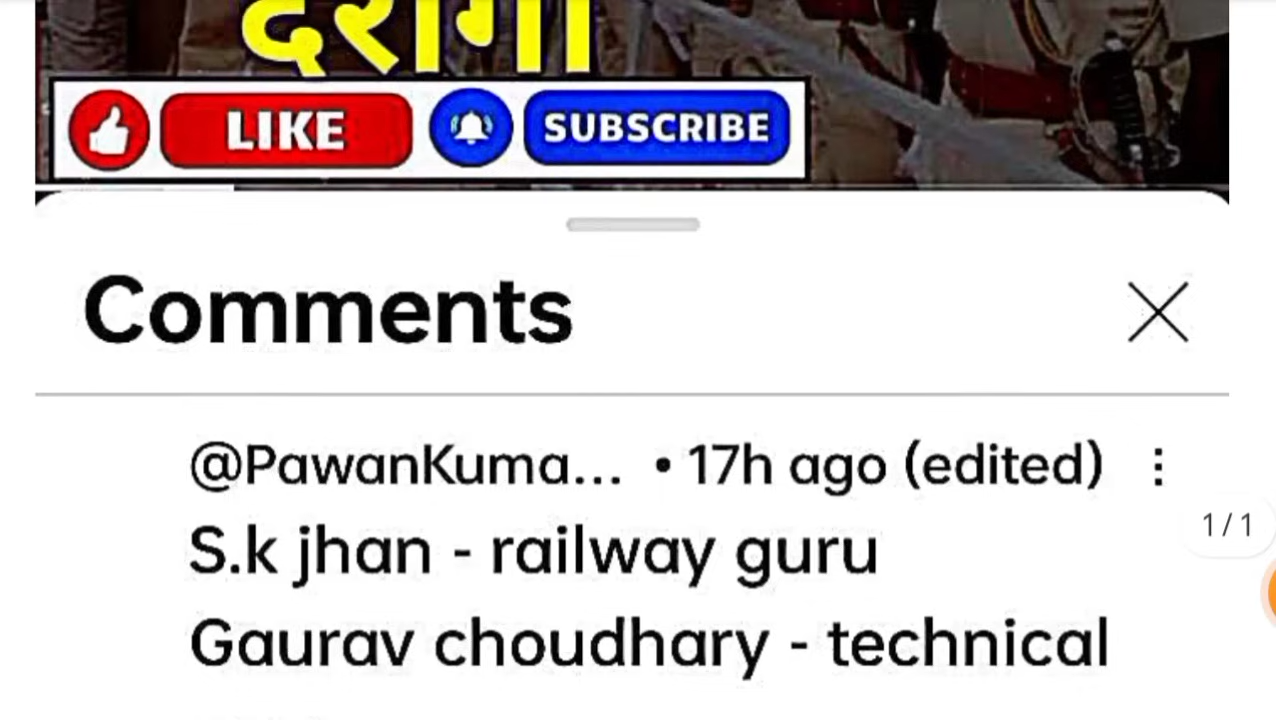 दरोगा
LIKE
SUBSCRIBE
Comments
@PawanKuma... • 17h ago (edited)
S.k jhan - railway guru
Gaurav choudhary - technical
1/1